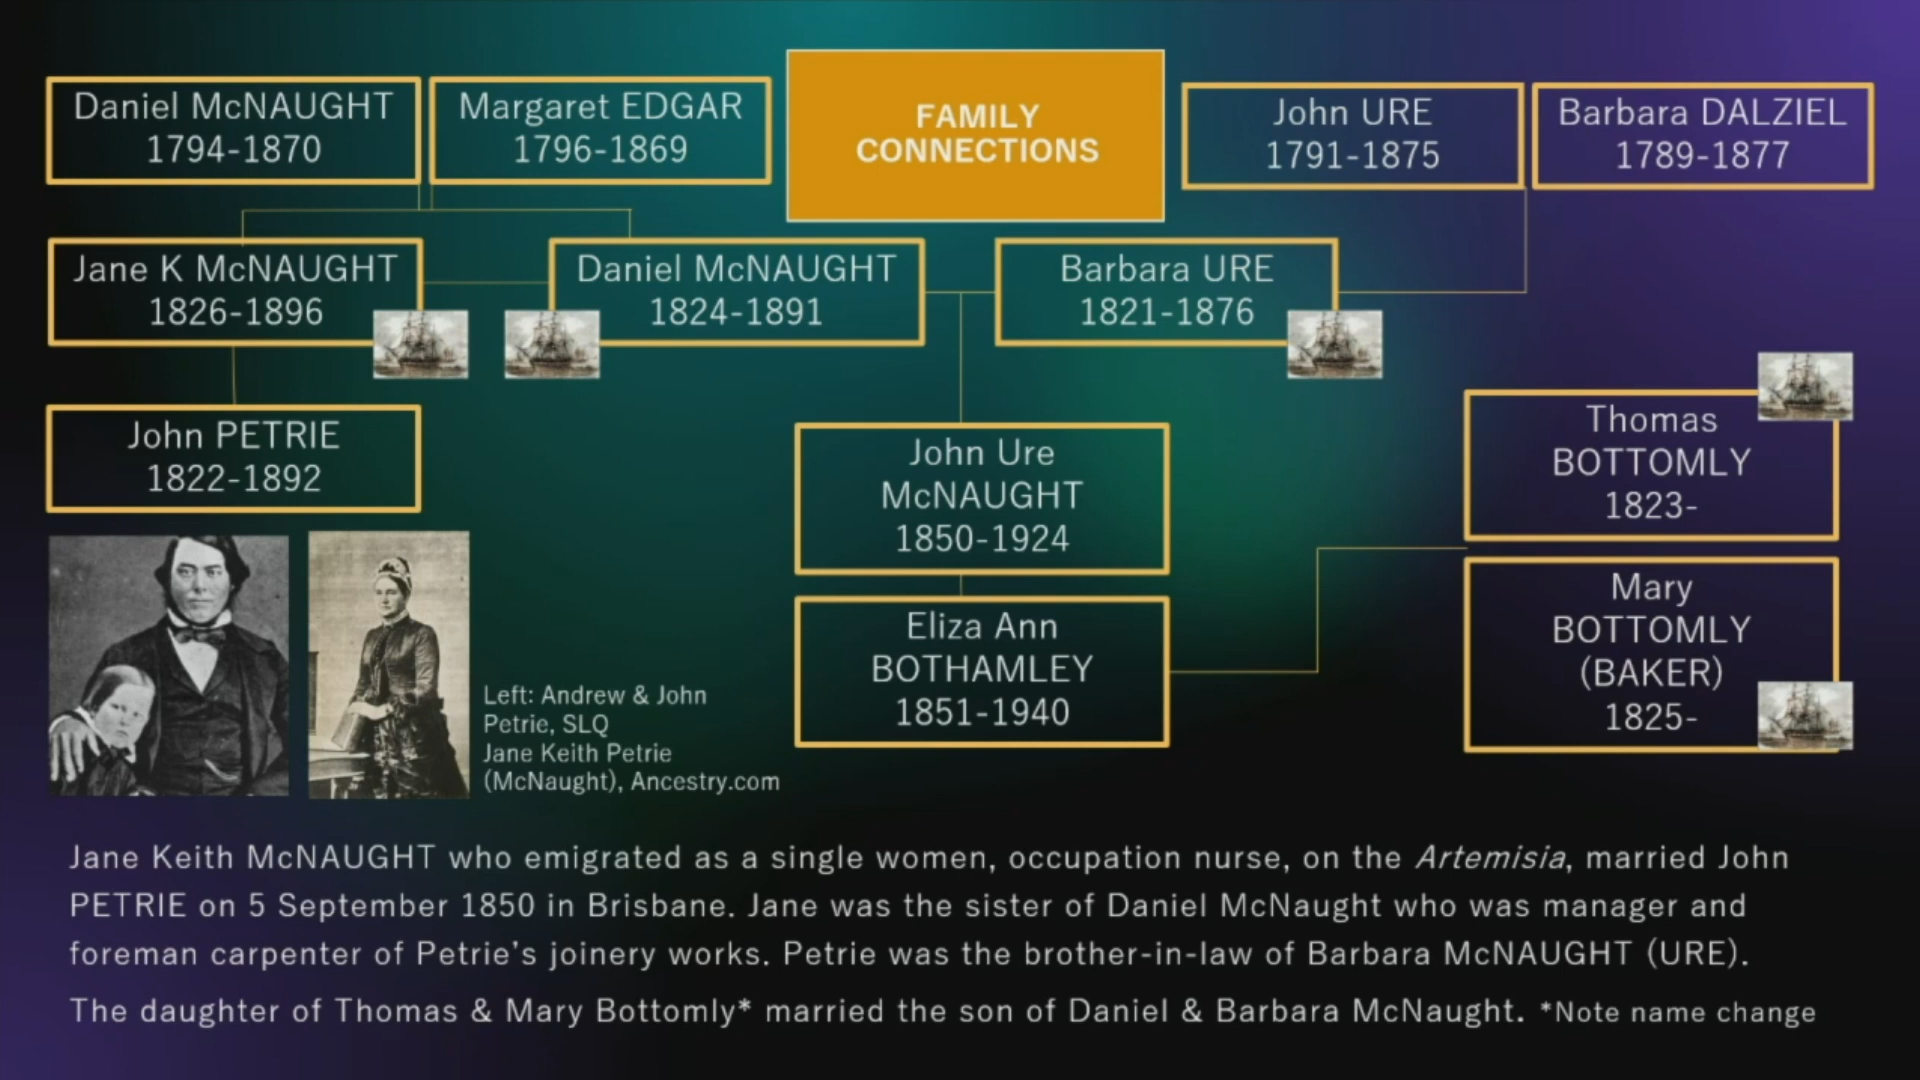 Daniel McNAUGHT
1794-1870
Margaret EDGAR
1796-1869
FAMILY
CONNECTIONS
John URE
1791-1875
Barbara DALZIEL
1789-1877
Jane K McNAUGHT
1826-1896
Daniel McNAUGHT
1824-1891
Barbara URE
1821-1876
John PETRIE
1822-1892
John Ure
McNAUGHT
1850-1924
Thomas
BOTTOMLY
1823-
Eliza Ann
BOTHAMLEY
1851-1940
Mary
BOTTOMLY
(BAKER)
1825-
Left: Andrew & John
Petrie, SLQ
Jane Keith Petrie
(McNaught), Ancestry.com
Jane Keith McNAUGHT who emigrated as a single women, occupation nurse, on the Artemisia, married John
PETRIE on 5 September 1850 in Brisbane. Jane was the sister of Daniel McNaught who was manager and
foreman carpenter of Petrie’s joinery works. Petrie was the brother-in-law of Barbara McNAUGHT (URE).
The daughter of Thomas & Mary Bottomly* married the son of Daniel & Barbara McNaught. *Note name change